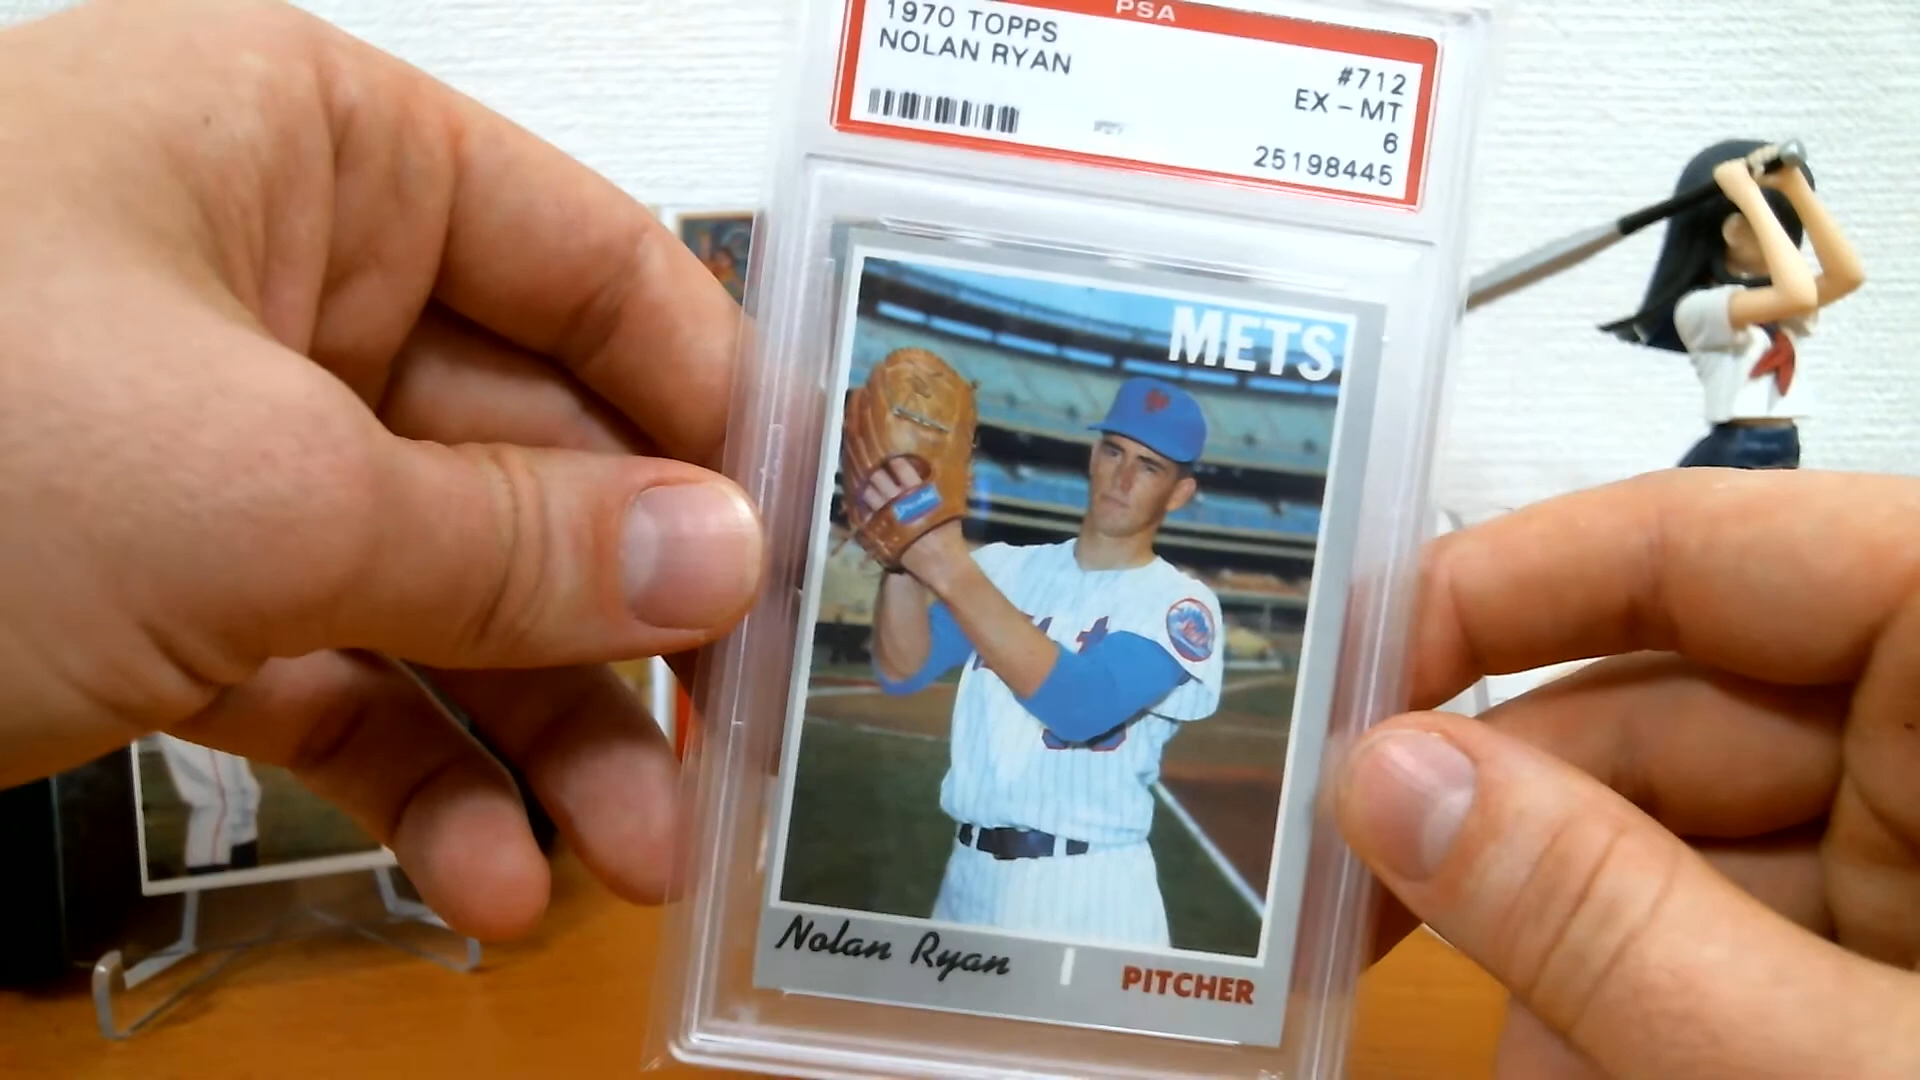 PSA
1970 TOPPS
NOLAN RYAN
#712
EX - MT
6
25198445
METS
Nolan Ryan
PITCHER